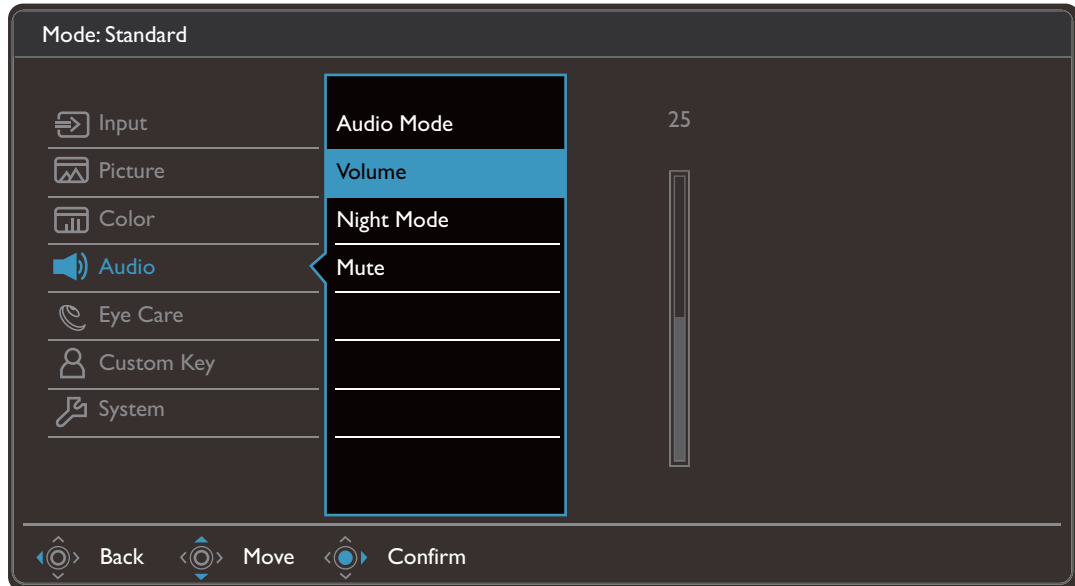 Mode: Standard
Input
Picture
Color
Audio
Eye Care
Custom Key
System
Audio Mode
Volume
Night Mode
Mute
25
Back Move Confirm